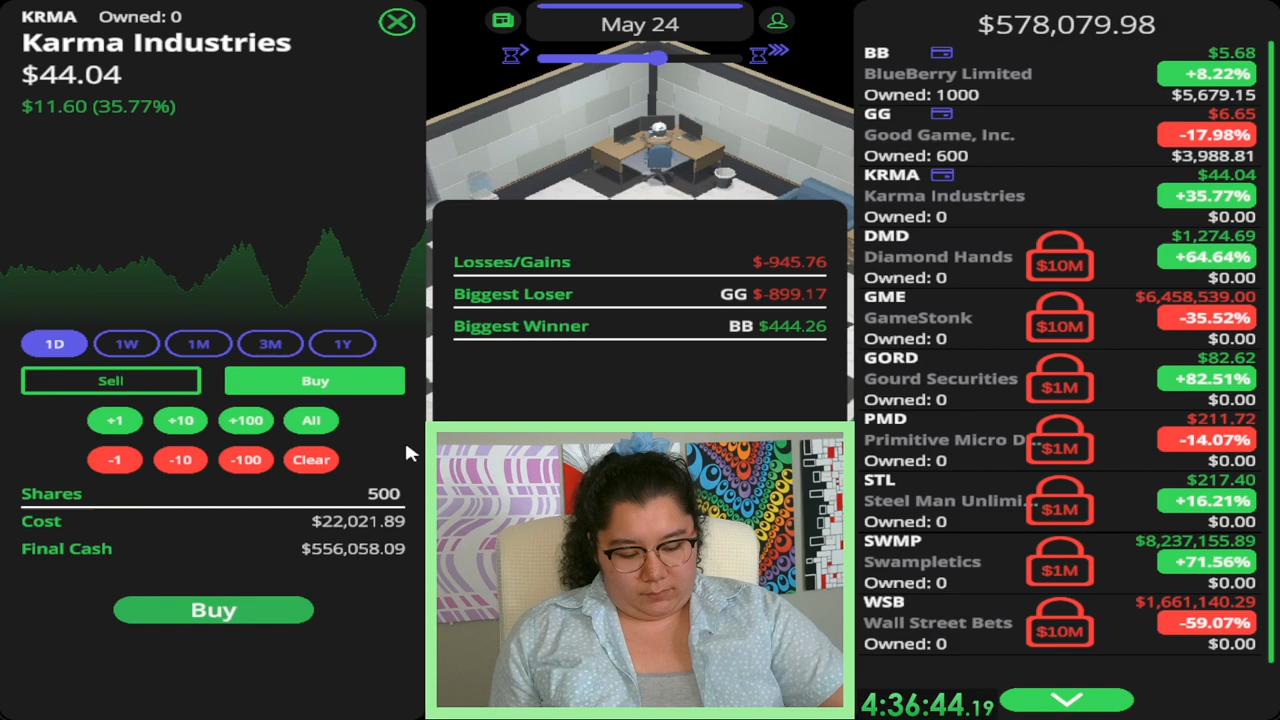 KRMA Owned: 0
Karma Industries
$44.04
$11.60 (35.77%)
1D 1W 1M 3M 1Y
Sell Buy
+1 +10 +100 All
-1 -10 -100 Clear
Shares 500
Cost $22,021.89
Final Cash $556,058.09
Buy
May 24
Losses/Gains $-945.76
Biggest Loser GG $-899.17
Biggest Winner BB $444.26
$578,079.98
BB $5.68
BlueBerry Limited +8.22%
Owned: 1000 $5,679.15
GG $6.65
Good Game, Inc. -17.98%
Owned: 600 $3,988.81
KRMA $44.04
Karma Industries +35.77%
Owned: 0 $0.00
DMD $1,274.69
Diamond Hands $10M +64.64%
Owned: 0 $0.00
GME $6,458,539.00
GameStonk $10M -35.52%
Owned: 0 $0.00
GORD $82.62
Gourd Securities $1M +82.51%
Owned: 0 $0.00
PMD $211.72
Primitive Micro D... $1M -14.07%
Owned: 0 $0.00
STL $217.40
Steel Man Unlimi... $1M +16.21%
Owned: 0 $0.00
SWMP $8,237,155.89
Swampletics $1M +71.56%
Owned: 0 $0.00
WSB $1,661,140.29
Wall Street Bets $10M -59.07%
Owned: 0 $0.00
4:36:44.19